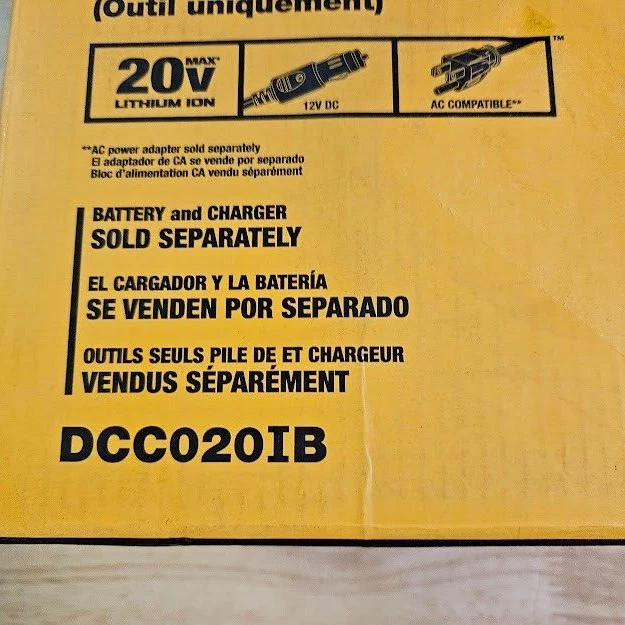 (Outil uniquement)
20V MAX*
LITHIUM ION
12V DC
AC COMPATIBLE**
™
**AC power adapter sold separately
El adaptador de CA se vende por separado
Bloc d'alimentation CA vendu séparément
BATTERY and CHARGER
SOLD SEPARATELY
EL CARGADOR Y LA BATERÍA
SE VENDEN POR SEPARADO
OUTILS SEULS PILE DE ET CHARGEUR
VENDUS SÉPARÉMENT
DCC020IB